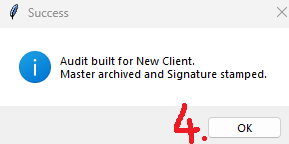 Success
Audit built for New Client.
Master archived and Signature stamped.
4. OK